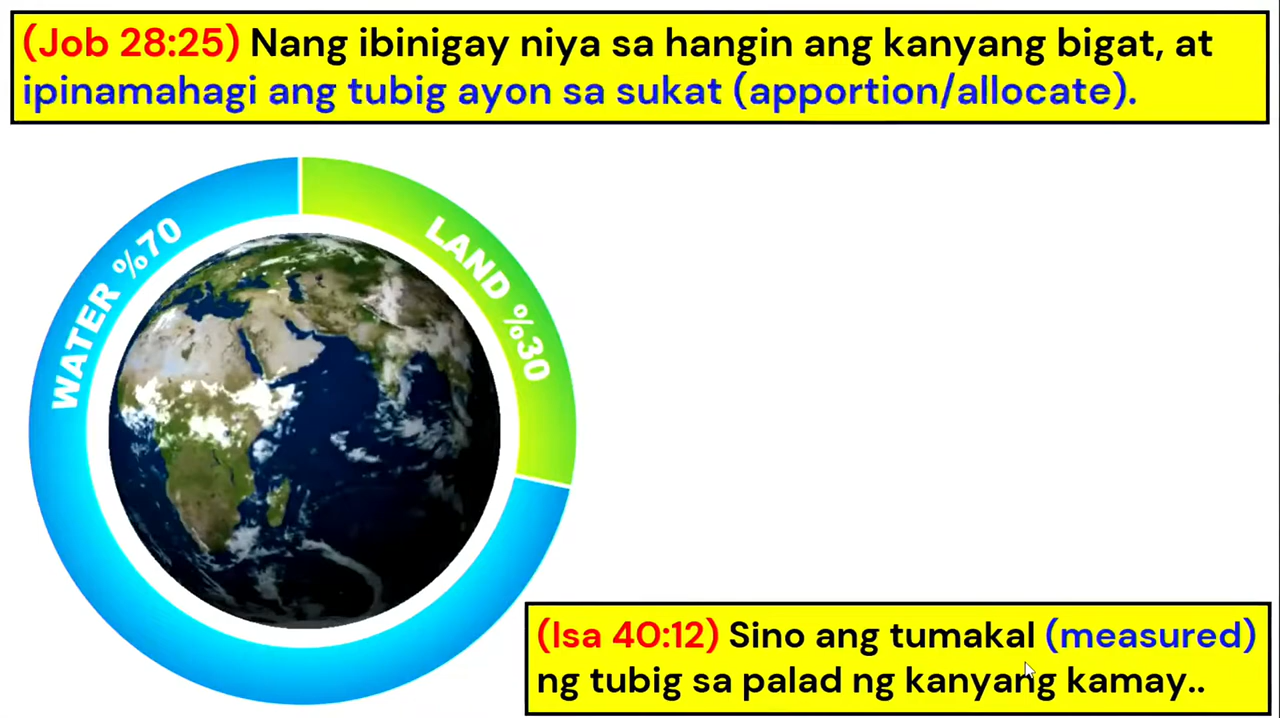 (Job 28:25) Nang ibinigay niya sa hangin ang kanyang bigat, at
ipinamahagi ang tubig ayon sa sukat (apportion/allocate).
WATER %70
LAND %30
(Isa 40:12) Sino ang tumakal (measured)
ng tubig sa palad ng kanyang kamay..